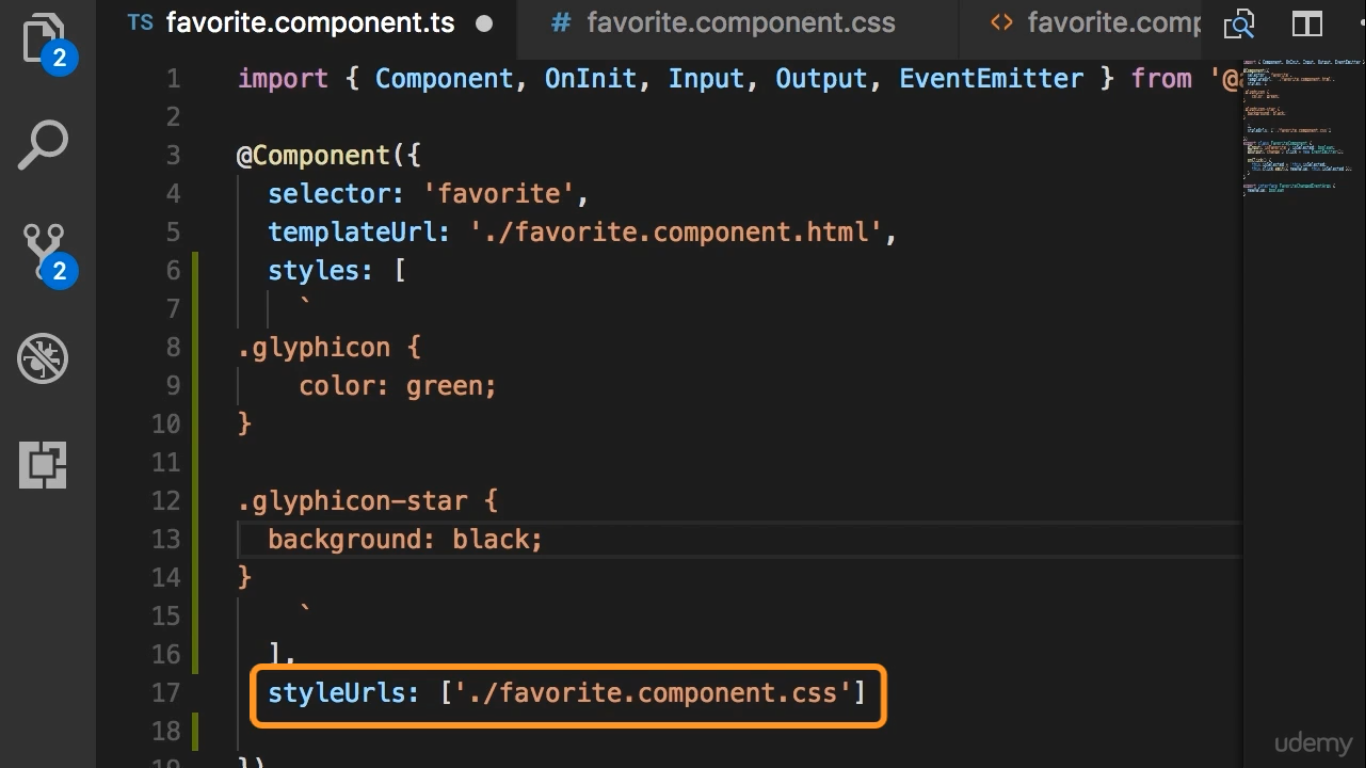 TS favorite.component.ts ● # favorite.component.css <> favorite.comp
2
1 import { Component, OnInit, Input, Output, EventEmitter } from '@
2
3 @Component({
4 selector: 'favorite',
5 templateUrl: './favorite.component.html',
6 styles: [
7 `
8 .glyphicon {
9 color: green;
10 }
11
12 .glyphicon-star {
13 background: black;
14 }
15 `
16 ],
17 styleUrls: ['./favorite.component.css']
18
19 })
2
udemy